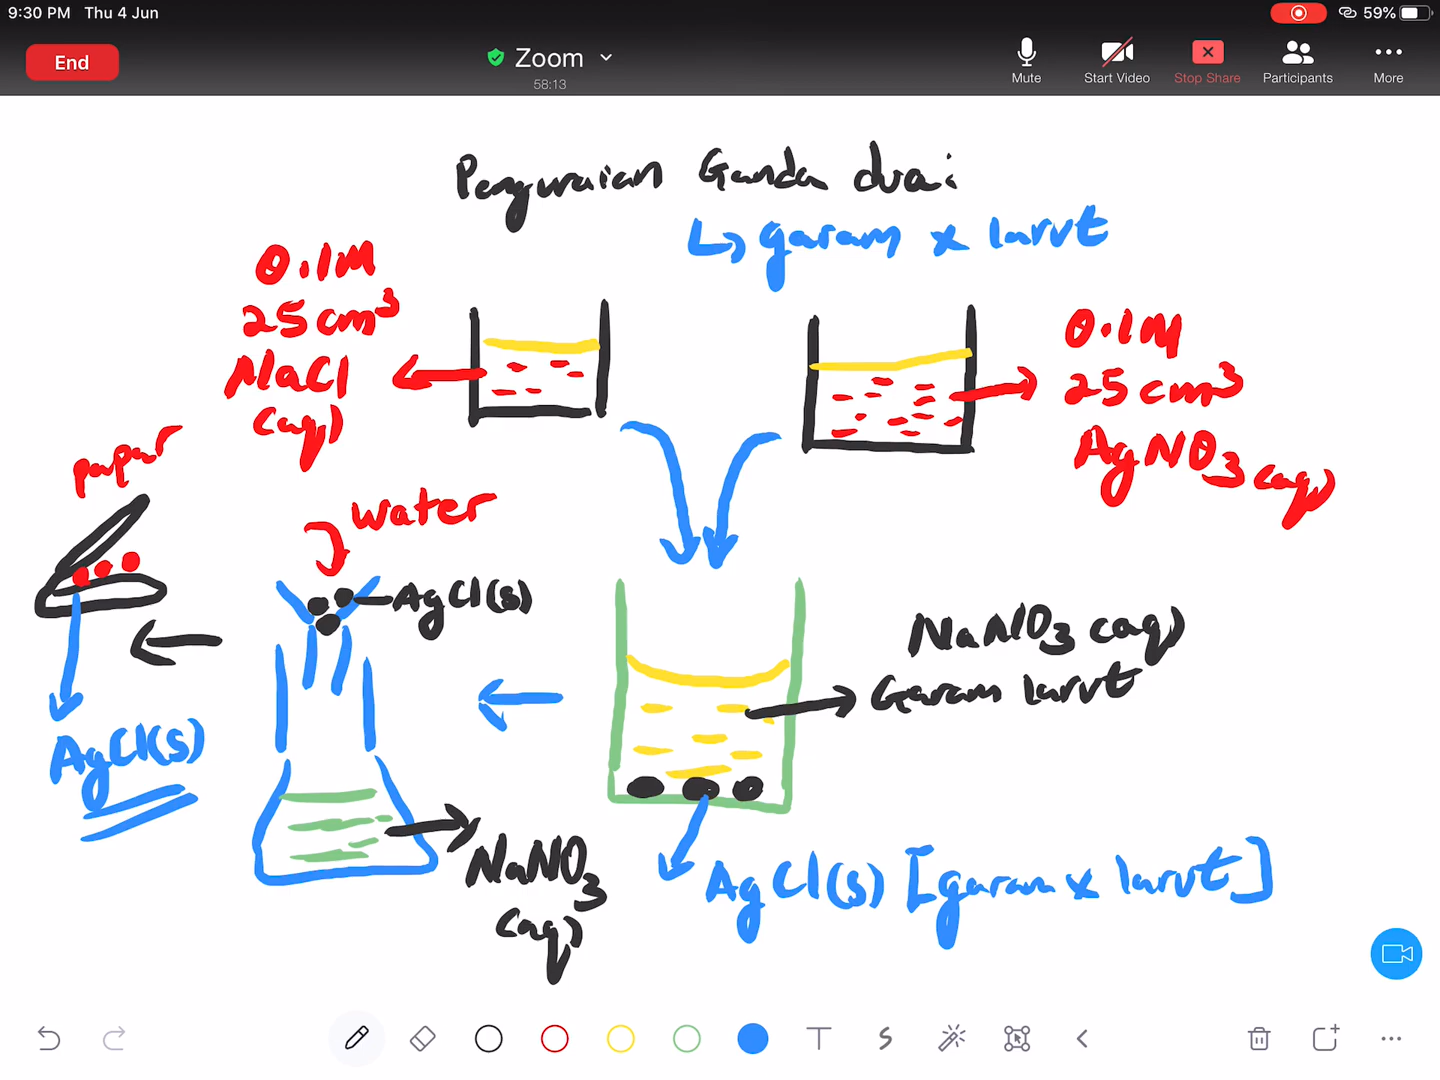 9:30 PM Thu 4 Jun
59%
End
Zoom
58:13
Mute
Start Video
Stop Share
Participants
More
Penguraian Ganda dua
↳ garam x larut
0.1M
25 cm³
NaCl
(aq)
0.1M
25 cm³
AgNO₃ (aq)
papar
water
AgCl(s)
AgCl(s)
NaNO₃ (aq)
Garam larut
NaNO₃
(aq)
AgCl(s) [garam x larut]
T